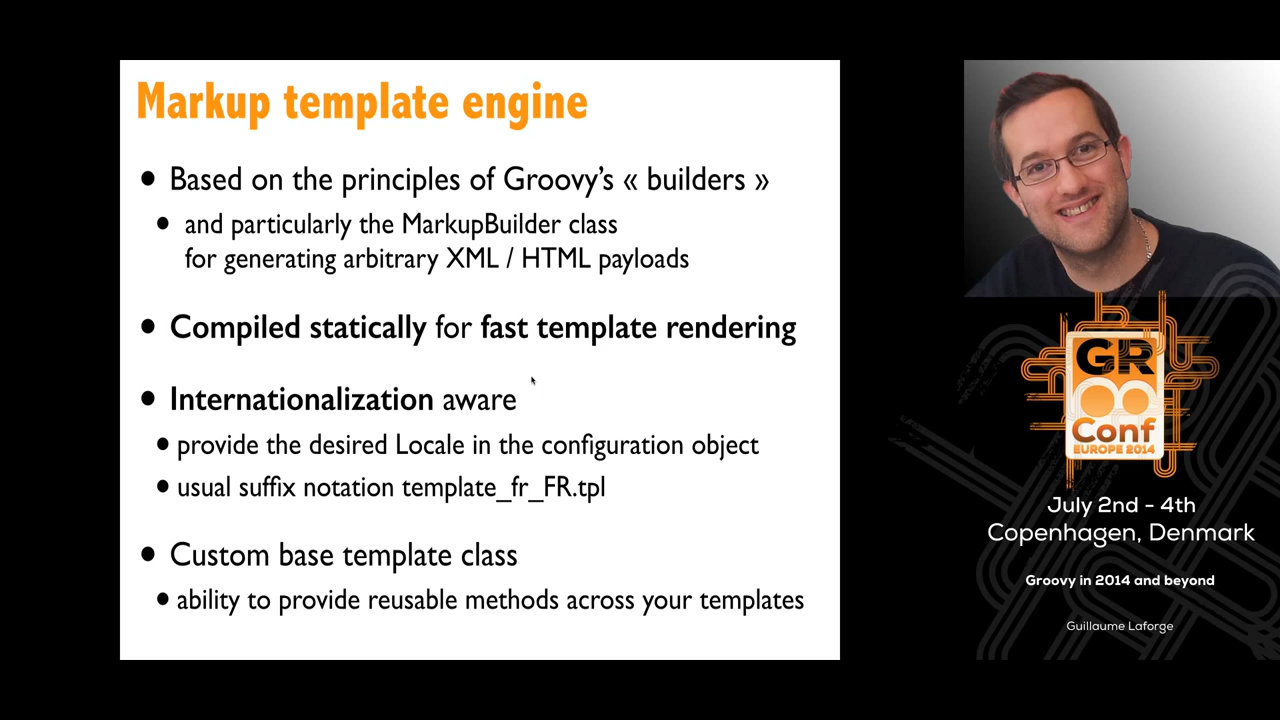 Markup template engine
• Based on the principles of Groovy’s « builders »
• and particularly the MarkupBuilder class
for generating arbitrary XML / HTML payloads
• Compiled statically for fast template rendering
• Internationalization aware
• provide the desired Locale in the configuration object
• usual suffix notation template_fr_FR.tpl
• Custom base template class
• ability to provide reusable methods across your templates
GR
Conf
EUROPE 2014
July 2nd - 4th
Copenhagen, Denmark
Groovy in 2014 and beyond
Guillaume Laforge